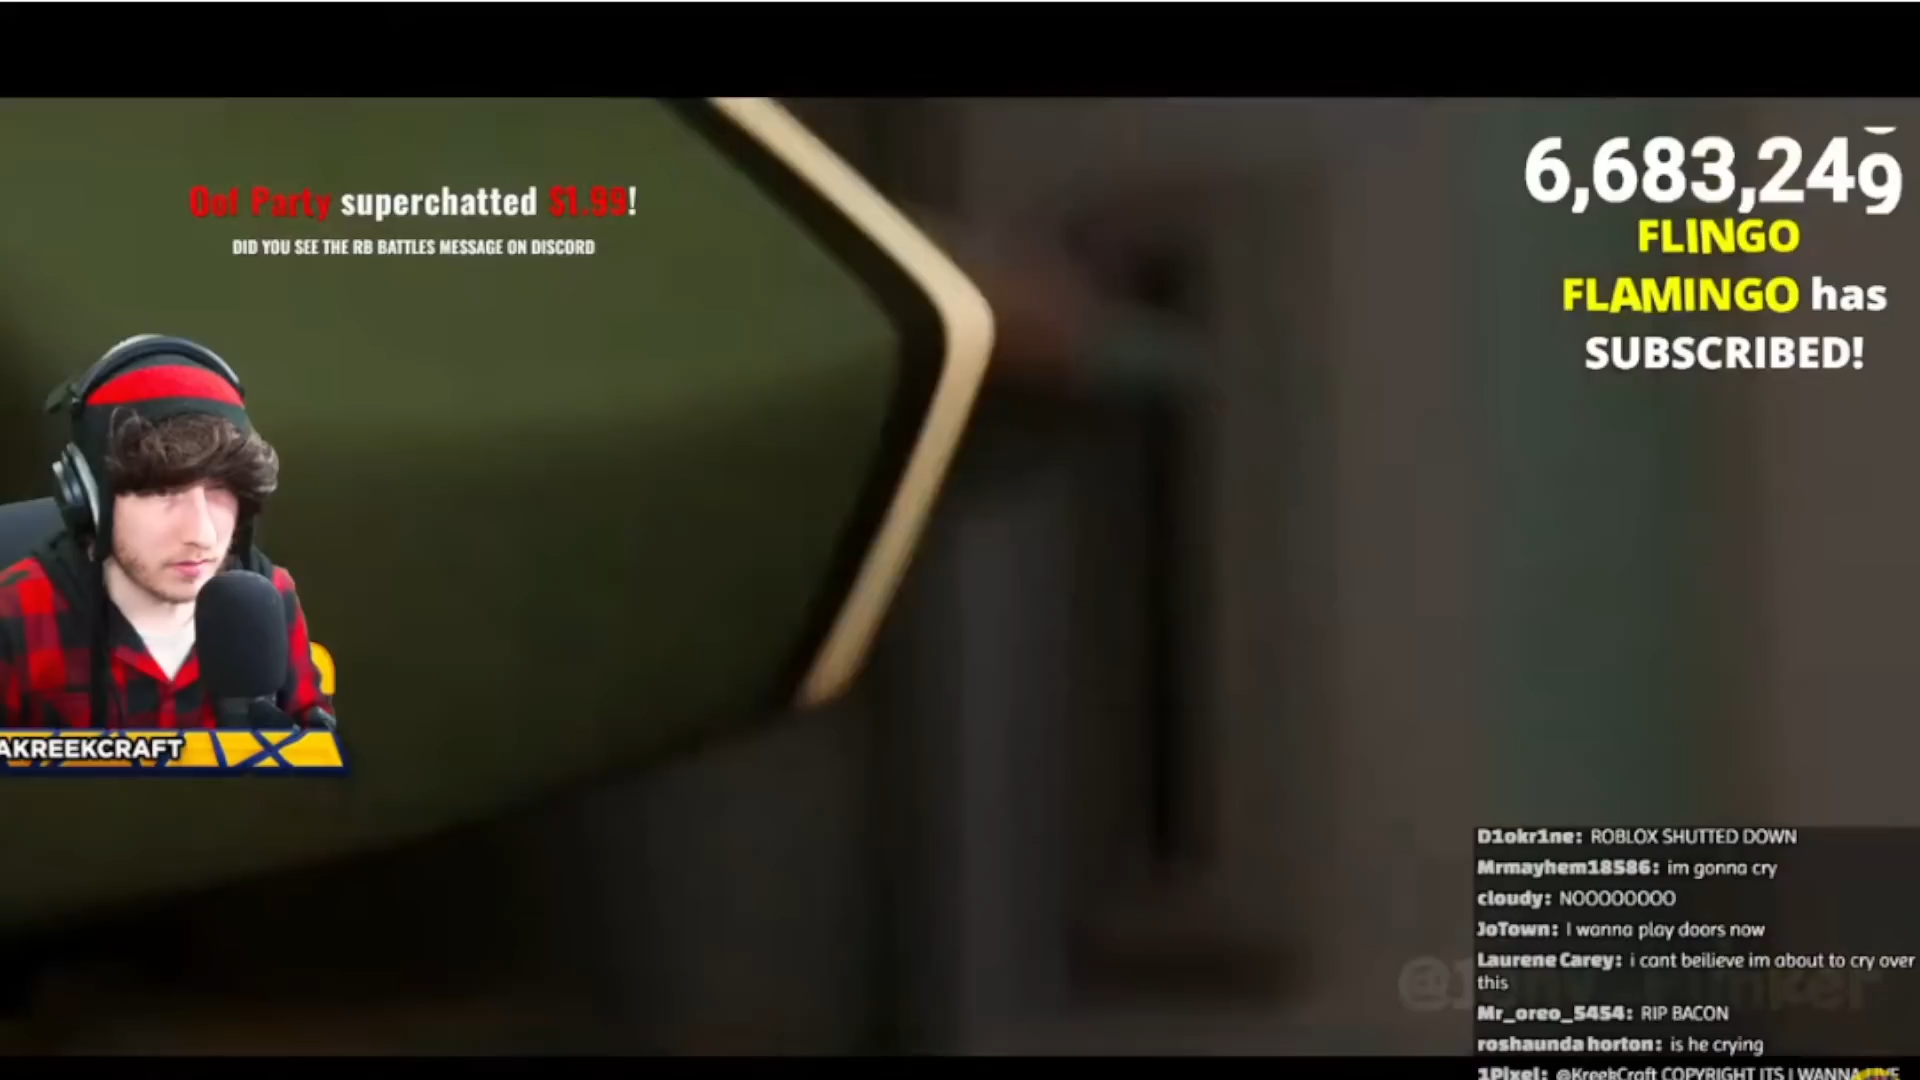 Oof Party superchatted $1.99!
DID YOU SEE THE RB BATTLES MESSAGE ON DISCORD
6,683,249
FLINGO
FLAMINGO has
SUBSCRIBED!
AKREEKCRAFT
D1okr1ne: ROBLOX SHUTTED DOWN
Mrmayhem18586: im gonna cry
cloudy: NOOOOOOOO
JoTown: I wanna play doors now
Laurene Carey: i cant beilieve im about to cry over
this
Mr_oreo_5454: RIP BACON
roshaunda horton: is he crying
1Pixel: @KreekCraft COPYRIGHT ITS I WANNA LIVE